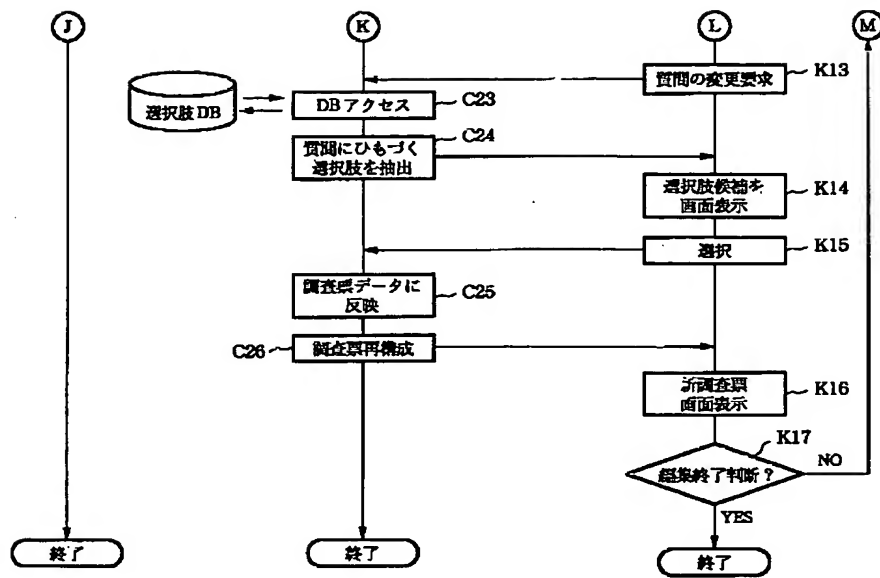 J
K
L
M
質問の変更要求
K13
選択肢DB
DBアクセス
C23
質問にひもづく
選択肢を抽出
C24
選択肢候補を
画面表示
K14
選択
K15
調査票データに
反映
C25
C26
調査票再構成
新調査票
画面表示
K16
K17
編集終了判断？
NO
YES
終了
終了
終了